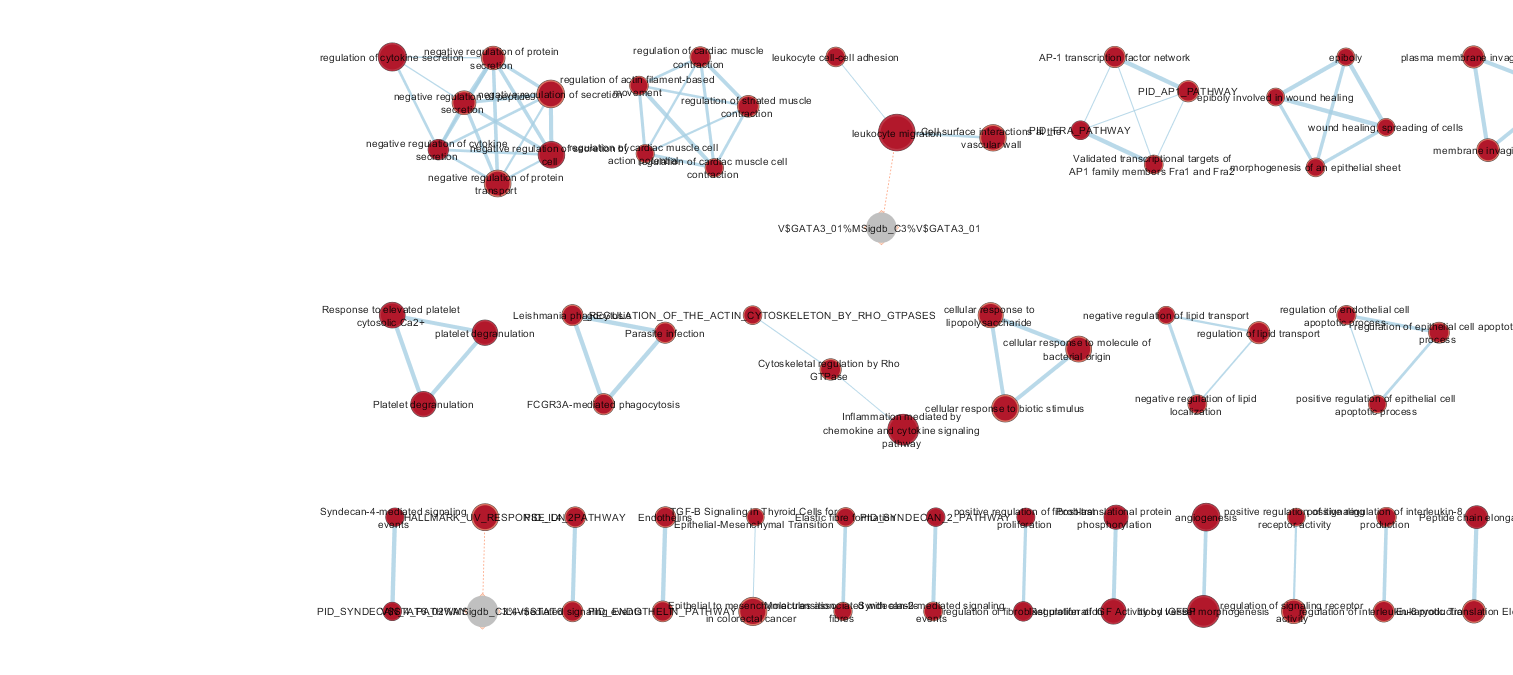 regulation of cytokine secretion
negative regulation of protein
secretion
negative regulation of peptide
secretion
negative regulation of secretion
negative regulation of cytokine
secretion
negative regulation of secretion by
cell
negative regulation of protein
transport
regulation of cardiac muscle
contraction
regulation of actin filament-based
movement
regulation of striated muscle
contraction
regulation of cardiac muscle cell
action potential
regulation of cardiac muscle cell
contraction
leukocyte cell-cell adhesion
leukocyte migration
Cell surface interactions at the
vascular wall
V$GATA3_01%MSigdb_C3%V$GATA3_01
AP-1 transcription factor network
PID_AP1_PATHWAY
PID_FRA_PATHWAY
Validated transcriptional targets of
AP1 family members Fra1 and Fra2
epiboly
epiboly involved in wound healing
wound healing, spreading of cells
morphogenesis of an epithelial sheet
plasma membrane invag
membrane invagi
Response to elevated platelet
cytosolic Ca2+
platelet degranulation
Platelet degranulation
Leishmania phagocytosis
Parasite infection
FCGR3A-mediated phagocytosis
REGULATION_OF_THE_ACTIN_CYTOSKELETON_BY_RHO_GTPASES
Cytoskeletal regulation by Rho
GTPase
Inflammation mediated by
chemokine and cytokine signaling
pathway
cellular response to
lipopolysaccharide
cellular response to molecule of
bacterial origin
cellular response to biotic stimulus
negative regulation of lipid transport
regulation of lipid transport
negative regulation of lipid
localization
regulation of endothelial cell
apoptotic process
regulation of epithelial cell apoptot
process
positive regulation of epithelial cell
apoptotic process
Syndecan-4-mediated signaling
events
HALLMARK_UV_RESPONSE_DN
PID_IL4_2PATHWAY
Endothelins
TGF-B Signaling in Thyroid Cells for
Epithelial-Mesenchymal Transition
Elastic fibre formation
PID_SYNDECAN_2_PATHWAY
positive regulation of fibroblast
proliferation
Post-translational protein
phosphorylation
angiogenesis
positive regulation of signaling
receptor activity
positive regulation of interleukin-8
production
Peptide chain elonga
PID_SYNDECAN_4_PATHWAY
IL4-mediated signaling events
PID_ENDOTHELIN_PATHWAY
Epithelial to mesenchymal transition
in colorectal cancer
Molecules associated with elastic
fibres
Syndecan-2-mediated signaling
events
regulation of fibroblast proliferation
blood vessel morphogenesis
regulation of signaling receptor
activity
regulation of interleukin-8 production
Eukaryotic Translation El